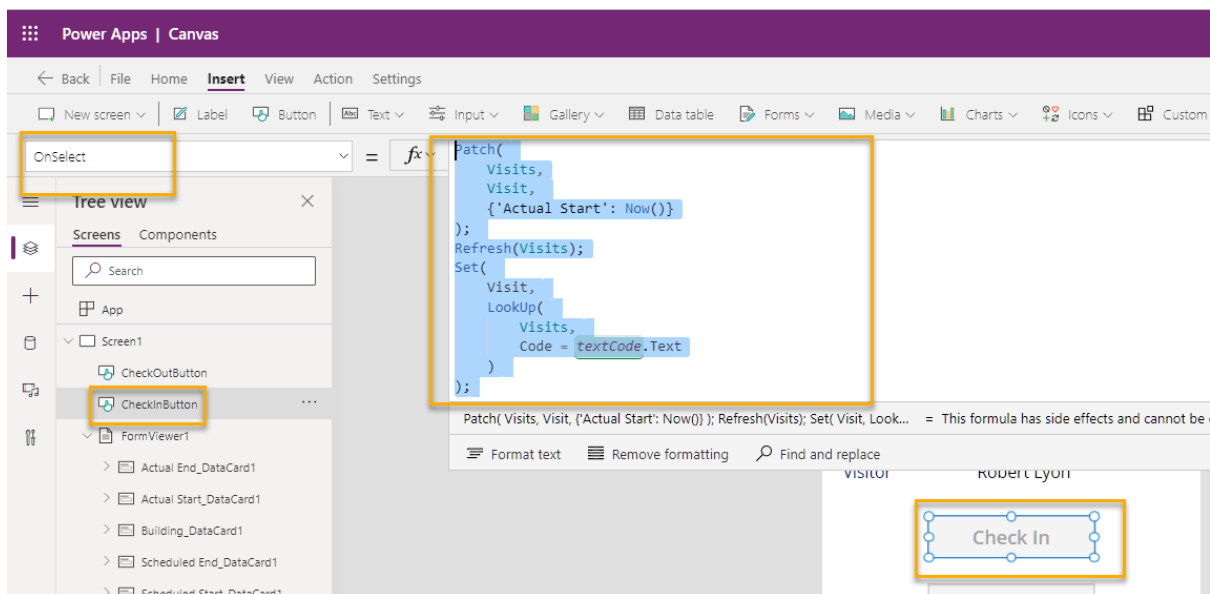 Power Apps | Canvas
Back File Home Insert View Action Settings
New screen Label Button Abc Text Input Gallery Data table Forms Media Charts Icons Custom
OnSelect = fx
Patch(
Visits,
Visit,
{'Actual Start': Now()}
);
Refresh(Visits);
Set(
Visit,
LookUp(
Visits,
Code = textCode.Text
)
);
Tree view
Screens Components
Search
App
Screen1
CheckOutButton
CheckInButton ...
FormViewer1
Actual End_DataCard1
Actual Start_DataCard1
Building_DataCard1
Scheduled End_DataCard1
Scheduled Start_DataCard1
Patch( Visits, Visit, {'Actual Start': Now()} ); Refresh(Visits); Set( Visit, Look... = This formula has side effects and cannot be
Format text Remove formatting Find and replace
Visitor Robert Lyon
Check In